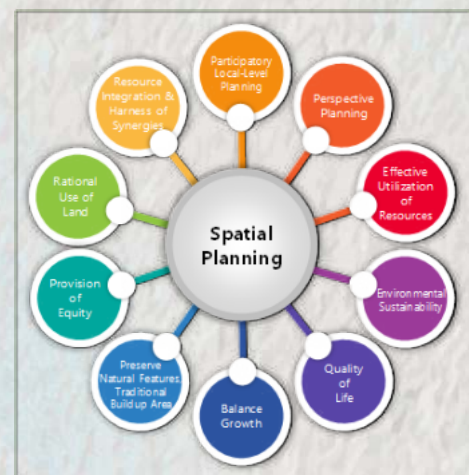 Spatial
Planning
Participatory
Local-Level
Planning
Perspective
Planning
Effective
Utilization
of
Resources
Environmental
Sustainability
Quality
of
Life
Balance
Growth
Preserve
Natural Features,
Traditional
Buildup Area
Provision
of
Equity
Rational
Use of
Land
Resource
Integration &
Harness of
Synergies